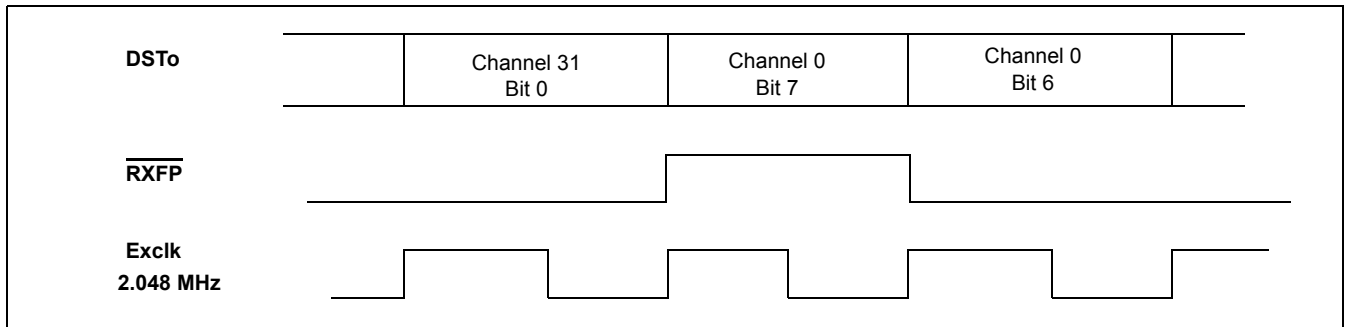 DSTo
Channel 31
Bit 0
Channel 0
Bit 7
Channel 0
Bit 6
RXFP
Exclk
2.048 MHz